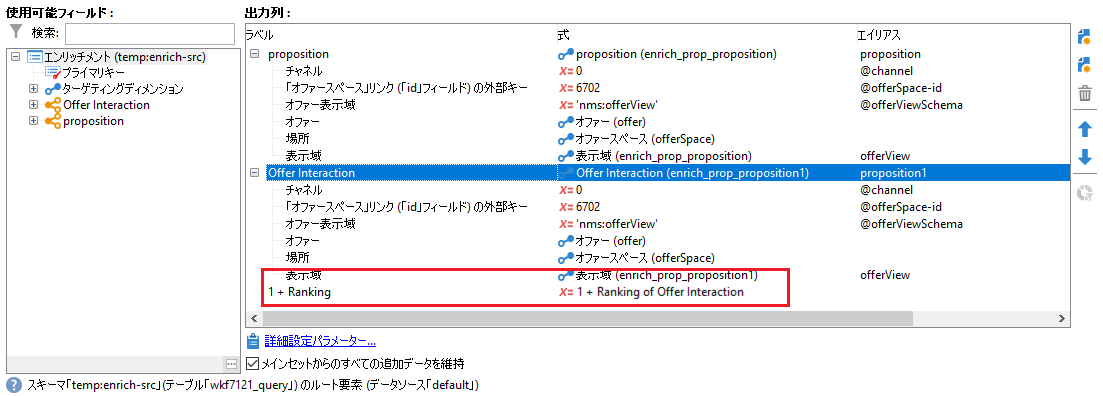 使用可能フィールド :
検索:
エンリッチメント (temp:enrich-src)
プライマリキー
ターゲティングディメンション
Offer Interaction
proposition
出力列 :
ラベル 式 エイリアス
proposition proposition (enrich_prop_proposition) proposition
チャネル 0 @channel
「オファースペース」リンク (「id」フィールド) の外部キー 6702 @offerSpace-id
オファー表示域 'nms:offerView' @offerViewSchema
オファー オファー (offer)
場所 オファースペース (offerSpace)
表示域 表示域 (enrich_prop_proposition) offerView
Offer Interaction Offer Interaction (enrich_prop_proposition1) proposition1
チャネル 0 @channel
「オファースペース」リンク (「id」フィールド) の外部キー 6702 @offerSpace-id
オファー表示域 'nms:offerView' @offerViewSchema
オファー オファー (offer)
場所 オファースペース (offerSpace)
表示域 表示域 (enrich_prop_proposition1) offerView
1 + Ranking 1 + Ranking of Offer Interaction
詳細設定パラメーター...
メインセットからのすべての追加データを維持
スキーマ「temp:enrich-src」(テーブル「wkf7121_query」) のルート要素 (データソース「default」)